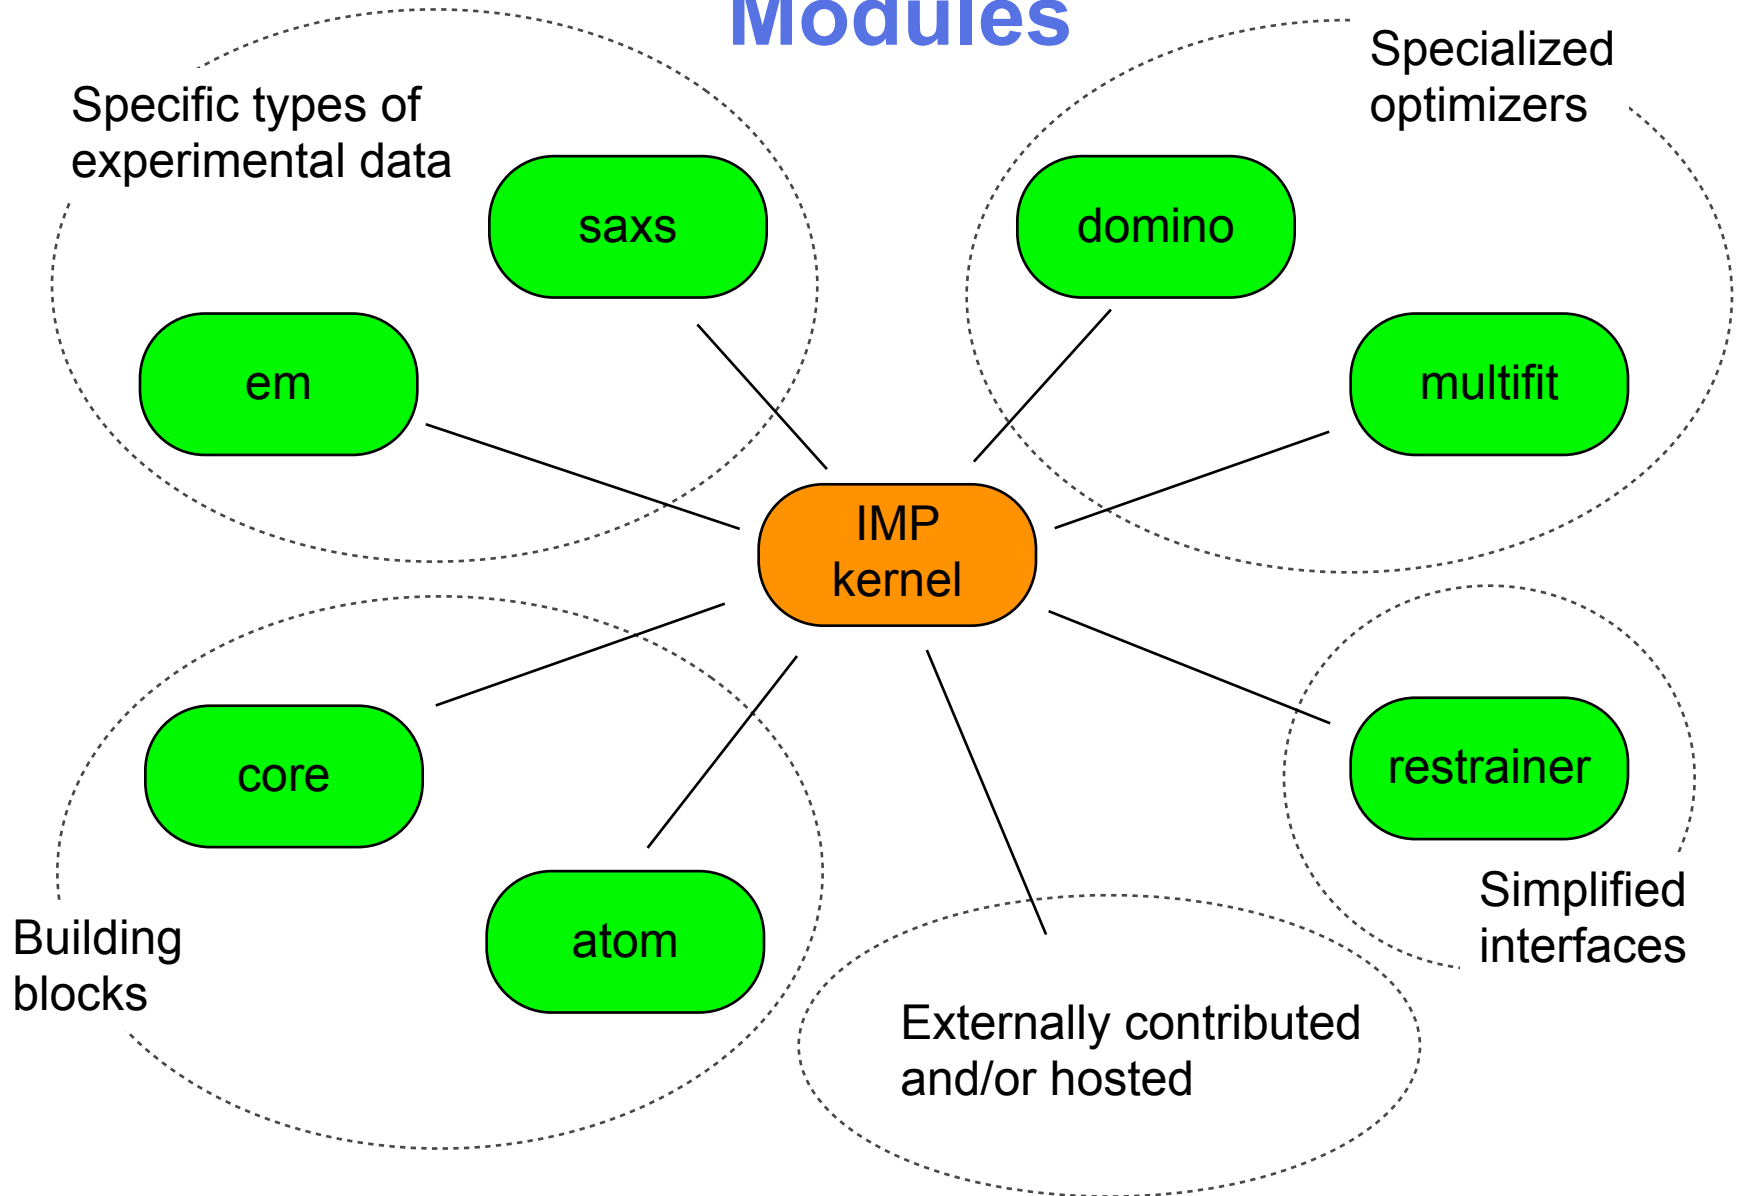 Modules
Specific types of
experimental data
Specialized
optimizers
saxs
domino
em
multifit
IMP
kernel
core
restrainer
atom
Simplified
interfaces
Building
blocks
Externally contributed
and/or hosted